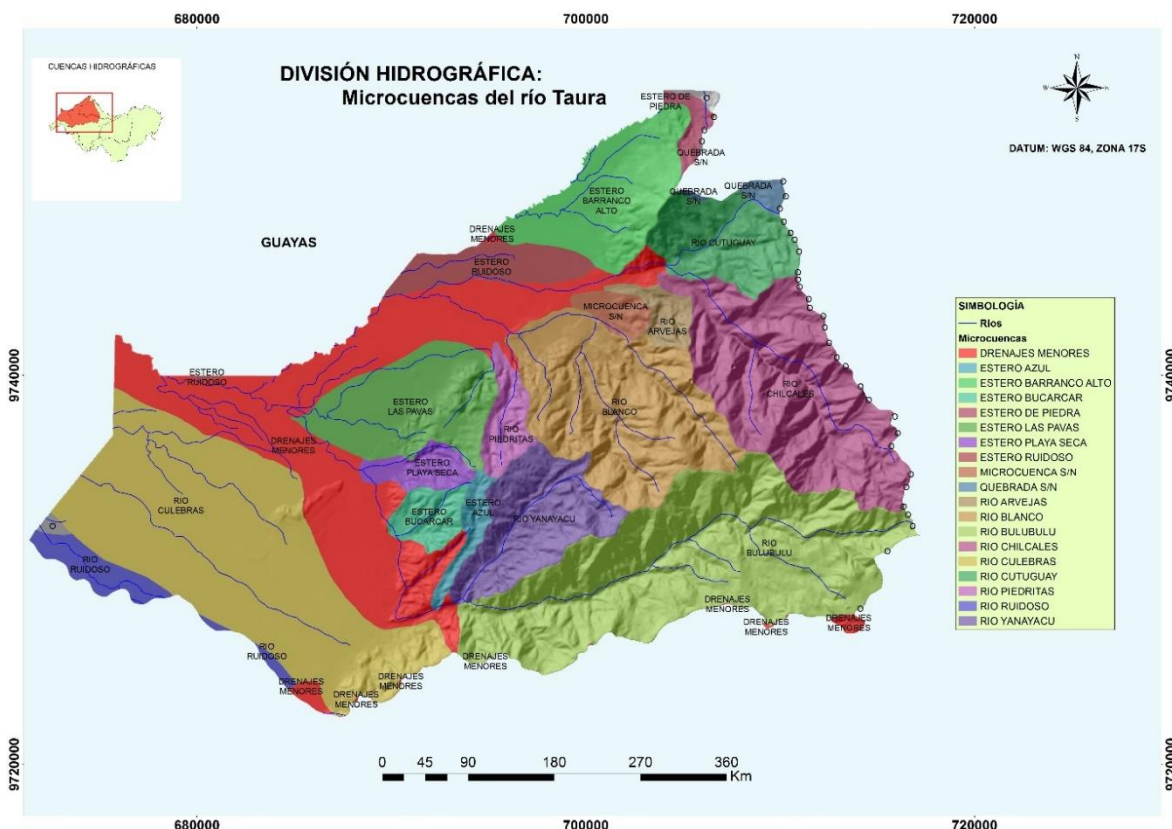 680000
700000
720000
CUENCAS HIDROGRÁFICAS
DIVISIÓN HIDROGRÁFICA:
Microcuencas del río Taura
N
W
E
S
DATUM: WGS 84, ZONA 17S
ESTERO DE
PIEDRA
QUEBRADA
S/N
QUEBRADA
S/N
QUEBRADA
S/N
ESTERO
BARRANCO
ALTO
DRENAJES
MENORES
GUAYAS
RIO CUTUGUAY
ESTERO
RUIDOSO
MICROCUENCA
S/N
RIO
ARVEJAS
ESTERO
RUIDOSO
RIO
CHILCALES
ESTERO
LAS PAVAS
RIO
BLANCO
RIO
PIEDRITAS
DRENAJES
MENORES
ESTERO
PLAYA SECA
RIO
CULEBRAS
ESTERO
AZUL
ESTERO
BUCARCAR
RIO YANAYACU
RIO
BULUBULU
RIO
RUIDOSO
DRENAJES
MENORES
DRENAJES
MENORES
DRENAJES
MENORES
RIO
RUIDOSO
DRENAJES
MENORES
DRENAJES
MENORES
DRENAJES
MENORES
DRENAJES
MENORES
SIMBOLOGÍA
Ríos
Microcuencas
DRENAJES MENORES
ESTERO AZUL
ESTERO BARRANCO ALTO
ESTERO BUCARCAR
ESTERO DE PIEDRA
ESTERO LAS PAVAS
ESTERO PLAYA SECA
ESTERO RUIDOSO
MICROCUENCA S/N
QUEBRADA S/N
RIO ARVEJAS
RIO BLANCO
RIO BULUBULU
RIO CHILCALES
RIO CULEBRAS
RIO CUTUGUAY
RIO PIEDRITAS
RIO RUIDOSO
RIO YANAYACU
9740000
9740000
9720000
9720000
0 45 90 180 270 360
Km
680000
700000
720000